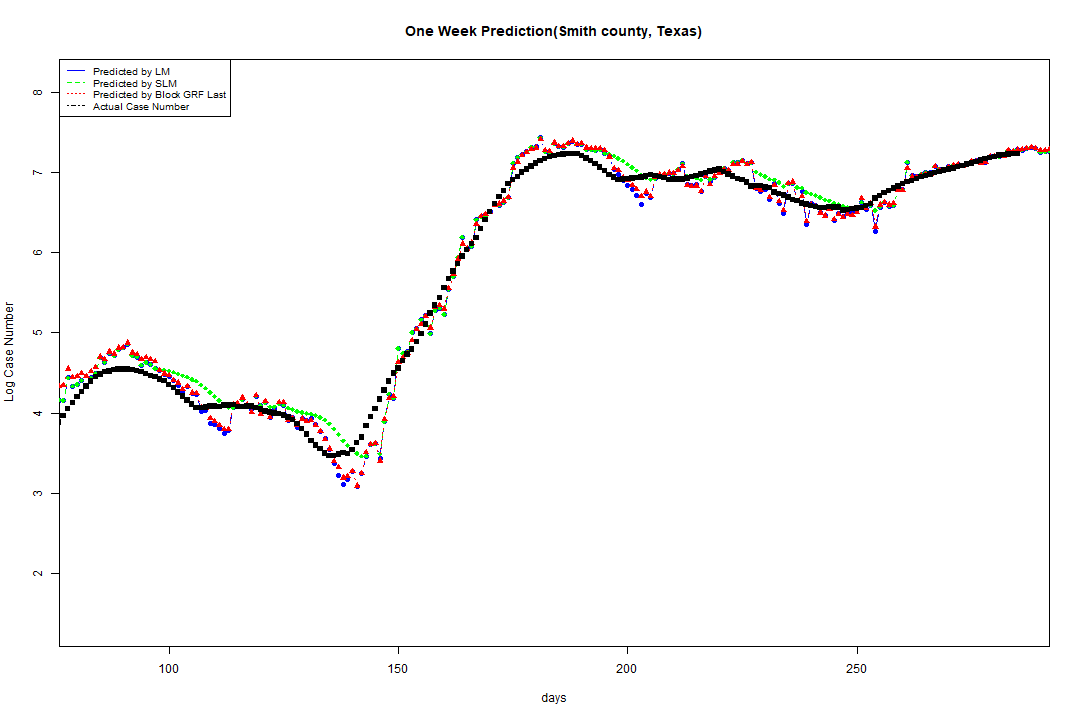 One Week Prediction(Smith county, Texas)
Predicted by LM
Predicted by SLM
Predicted by Block GRF Last
Actual Case Number
8
7
6
5
4
3
2
Log Case Number
100 150 200 250
days